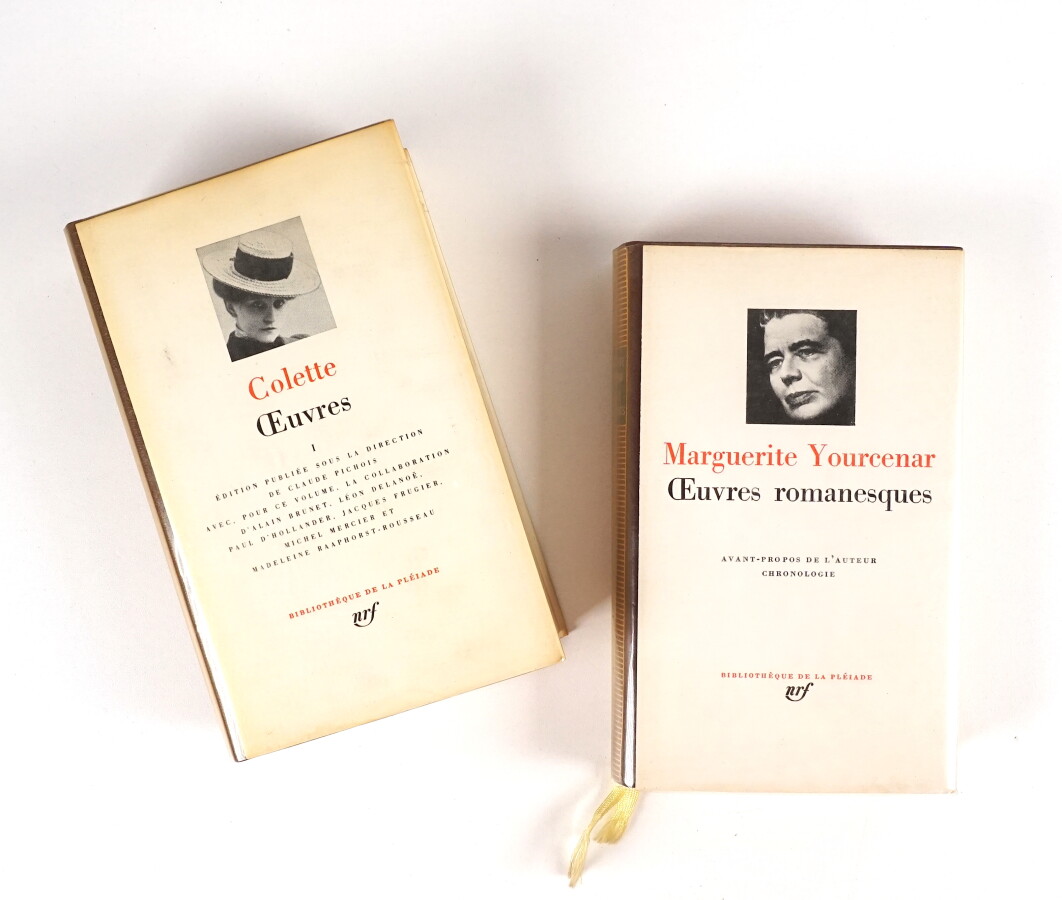 Colette
Œuvres
I
ÉDITION PUBLIÉE SOUS LA DIRECTION
DE CLAUDE PICHOIS
AVEC, POUR CE VOLUME, LA COLLABORATION
D'ALAIN BRUNET, LÉON DELANOË,
PAUL D'HOLLANDER, JACQUES FRUGIER,
MICHEL MERCIER ET
MADELEINE RAAPHORST-ROUSSEAU
BIBLIOTHÈQUE DE LA PLÉIADE
nrf
Marguerite Yourcenar
Œuvres romanesques
AVANT-PROPOS DE L'AUTEUR
CHRONOLOGIE
BIBLIOTHÈQUE DE LA PLÉIADE
nrf